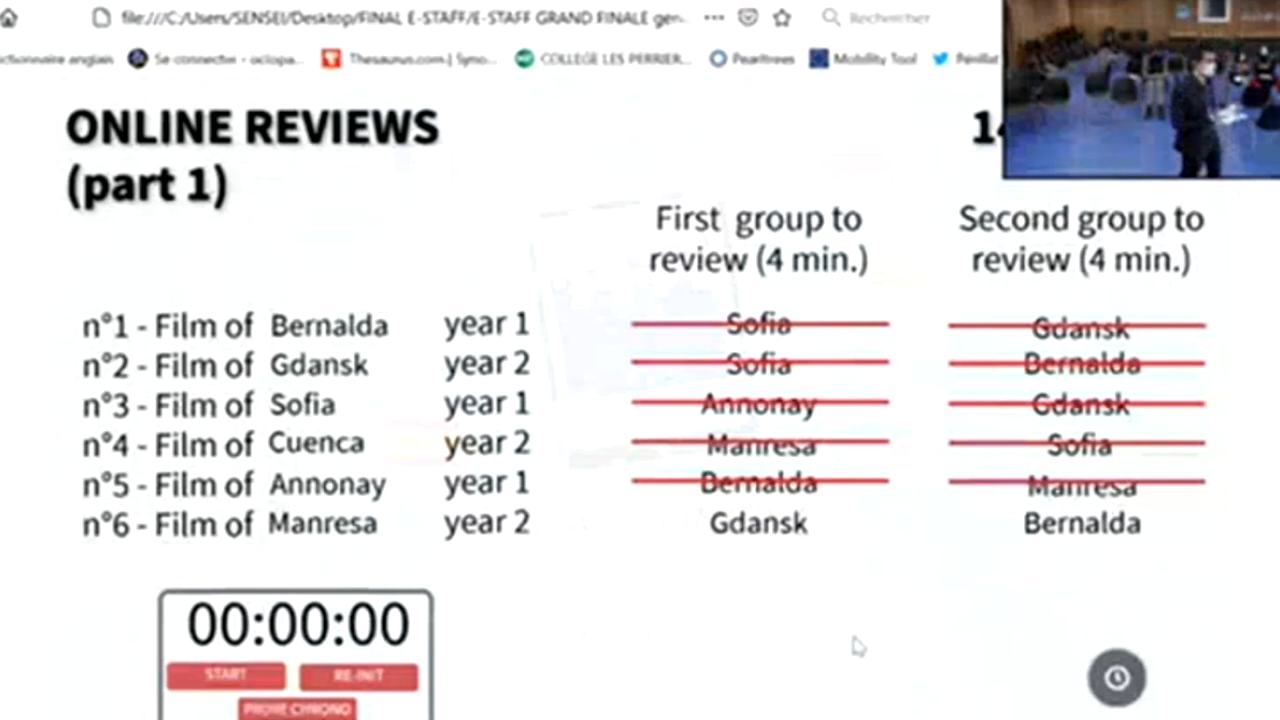 file:///C:/Users/SENSEI/Desktop/FINAL E-STAFF/E-STAFF GRAND FINALE gen
Rechercher
ctionnaire anglais
Se connecter - octopa...
Thesaurus.com | Syno...
COLLEGE LES PERRIER...
Pearltrees
Mobility Tool
ONLINE REVIEWS
(part 1)
First group to
review (4 min.)
Second group to
review (4 min.)
n°1 - Film of Bernalda year 1 Sofia Gdansk
n°2 - Film of Gdansk year 2 Sofia Bernalda
n°3 - Film of Sofia year 1 Annonay Gdansk
n°4 - Film of Cuenca year 2 Manresa Sofia
n°5 - Film of Annonay year 1 Bernalda Manresa
n°6 - Film of Manresa year 2 Gdansk Bernalda
00:00:00
START
RE-INIT
CHRONO